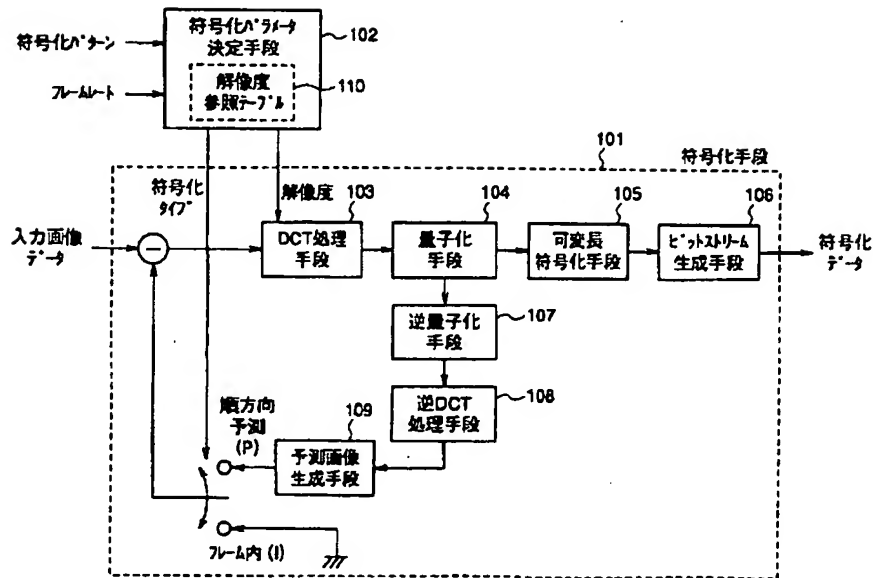 符号化パターン
フレームレート
符号化パラメータ
決定手段
102
解像度
参照テーブル
110
101
符号化手段
符号化
タイプ
解像度
入力画像
データ
103
DCT処理
手段
104
量子化
手段
105
可変長
符号化手段
106
ビットストリーム
生成手段
符号化
データ
逆量子化
手段
107
逆DCT
処理手段
108
順方向
予測
(P)
109
予測画像
生成手段
フレーム内 (I)